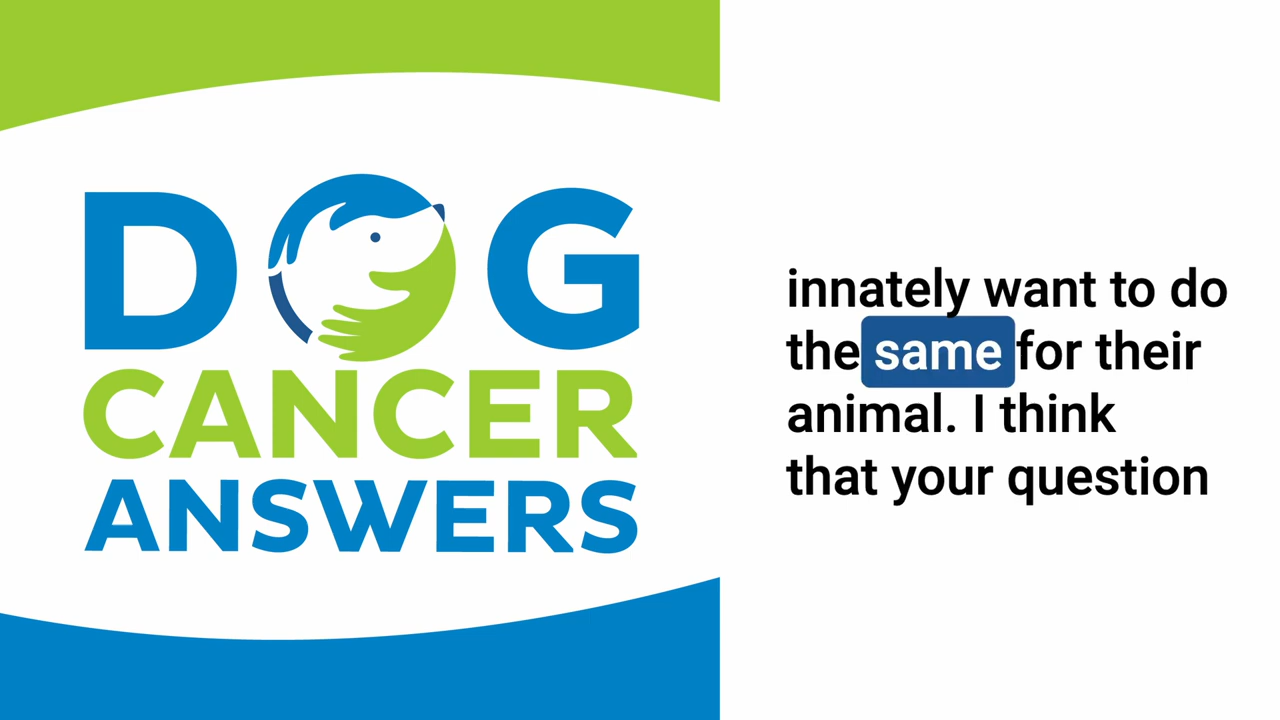 DOG
CANCER
ANSWERS
innately want to do
the same for their
animal. I think
that your question